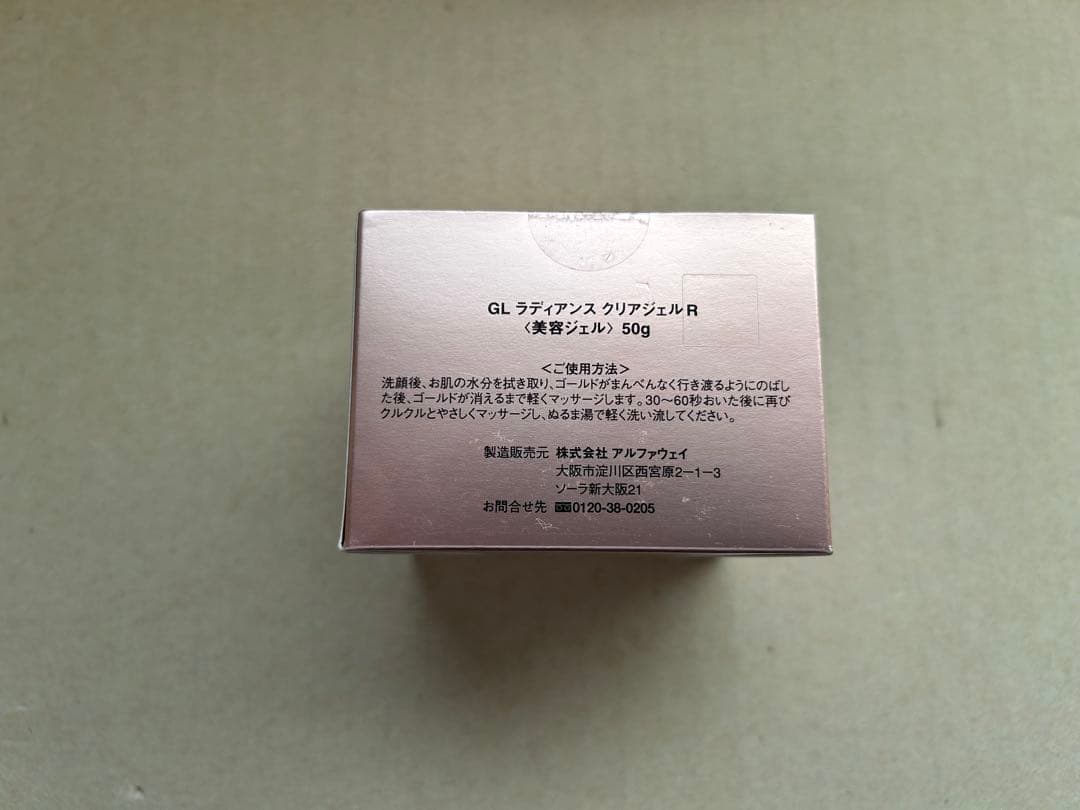 GL ラディアンス クリアジェルR
〈美容ジェル〉50g
＜ご使用方法＞
洗顔後、お肌の水分を拭き取り、ゴールドがまんべんなく行き渡るようにのばし
た後、ゴールドが消えるまで軽くマッサージします。30〜60秒おいた後に再び
クルクルとやさしくマッサージし、ぬるま湯で軽く洗い流してください。
製造販売元 株式会社 アルファウェイ
大阪市淀川区西宮原2−1−3
ソーラ新大阪21
お問合せ先 0120-38-0205